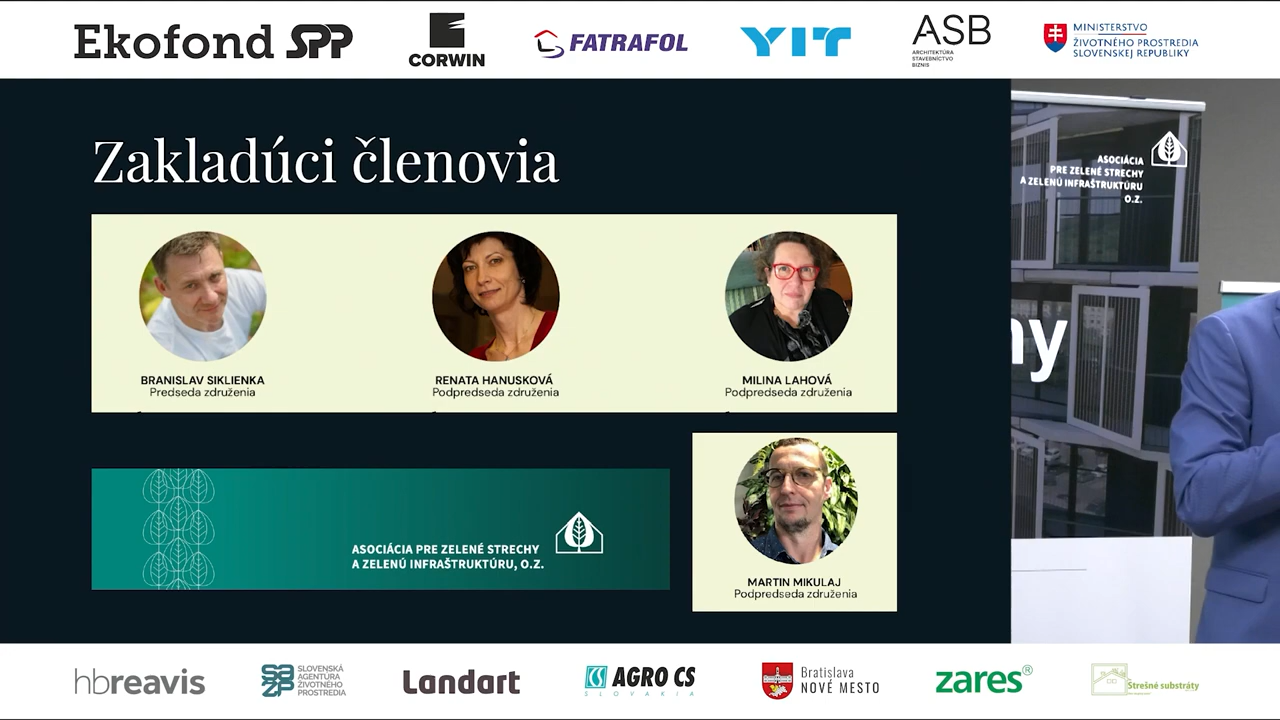 Ekofond SPP
CORWIN
FATRAFOL
YIT
ASB
ARCHITEKTÚRA
STAVEBNÍCTVO
BIZNIS
MINISTERSTVO
ŽIVOTNÉHO PROSTREDIA
SLOVENSKEJ REPUBLIKY
Zakladúci členovia
BRANISLAV SIKLIENKA
Predseda združenia
RENATA HANUSKOVÁ
Podpredseda združenia
MILINA LAHOVÁ
Podpredseda združenia
ASOCIÁCIA PRE ZELENÉ STRECHY
A ZELENÚ INFRAŠTRUKTÚRU, O.Z.
MARTIN MIKULAJ
Podpredseda združenia
ASOCIÁCIA
PRE ZELENÉ STRECHY
A ZELENÚ INFRAŠTRUKTÚRU
O.Z.
ny
hbreavis
SAŽP
SLOVENSKÁ
AGENTÚRA
ŽIVOTNÉHO
PROSTREDIA
Landart
AGRO CS
SLOVAKIA
Bratislava
NOVÉ MESTO
zares®
Strešné substráty